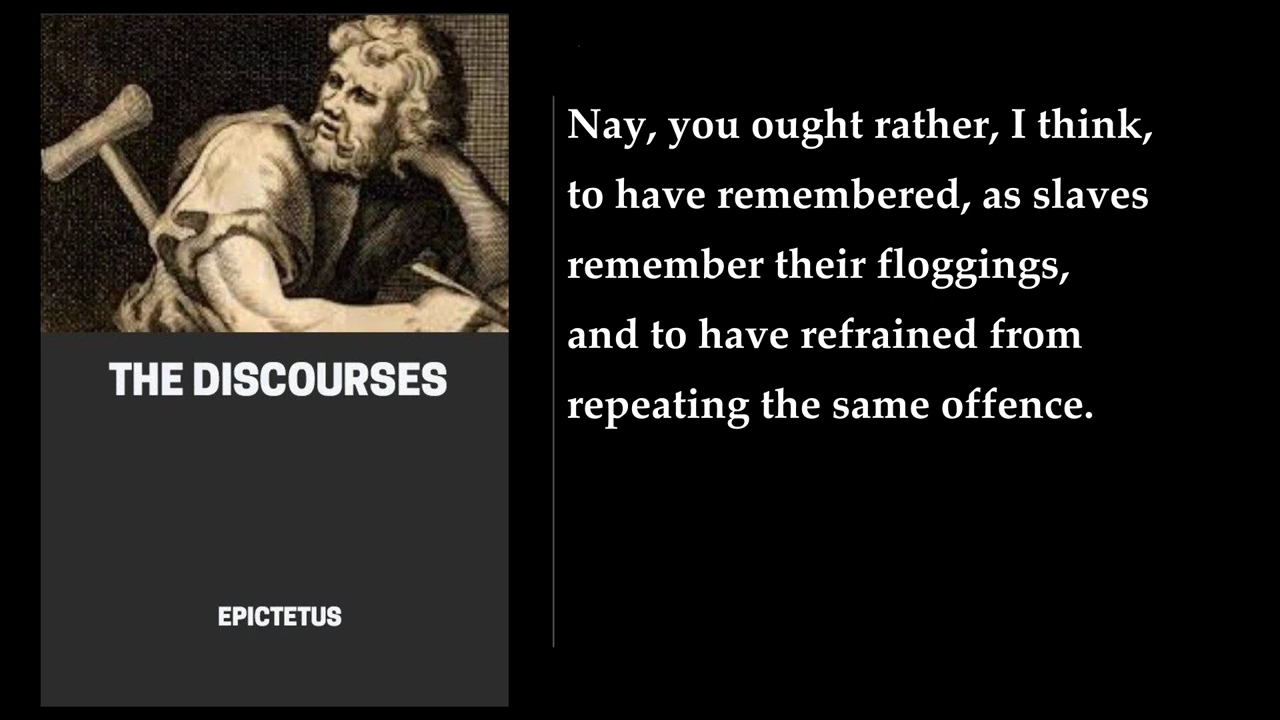 THE DISCOURSES
EPICTETUS
Nay, you ought rather, I think,
to have remembered, as slaves
remember their floggings,
and to have refrained from
repeating the same offence.